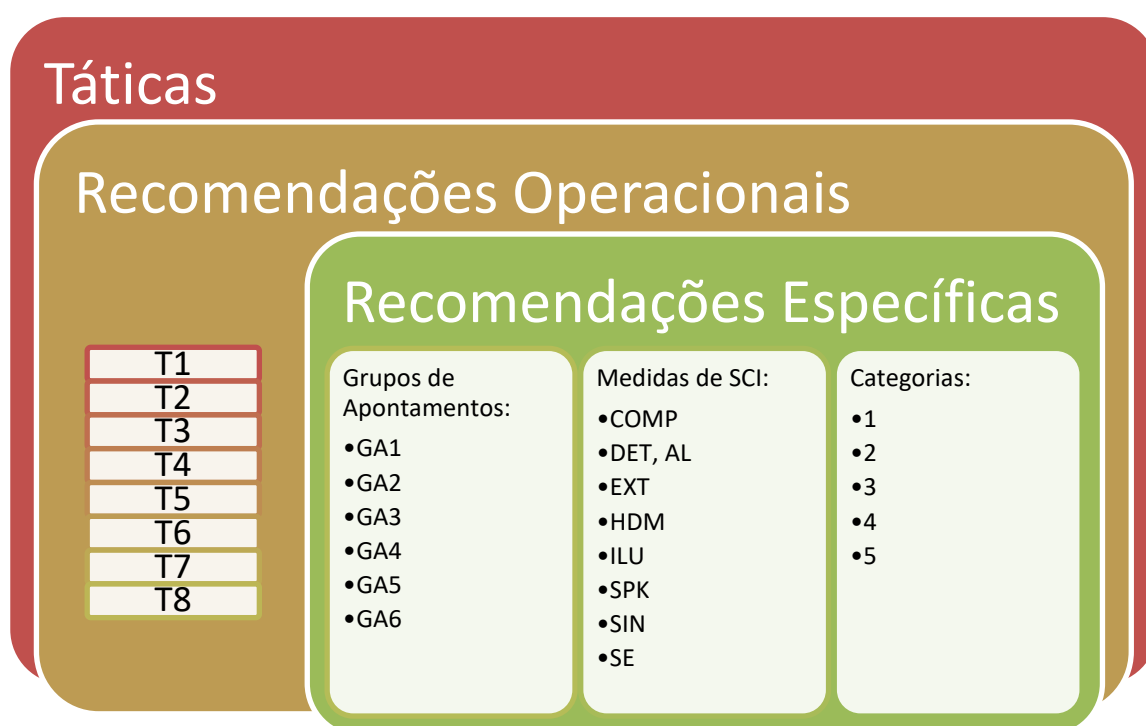 Táticas
Recomendações Operacionais
Recomendações Específicas
T1
T2
T3
T4
T5
T6
T7
T8
Grupos de
Apontamentos:
•GA1
•GA2
•GA3
•GA4
•GA5
•GA6
Medidas de SCI:
•COMP
•DET, AL
•EXT
•HDM
•ILU
•SPK
•SIN
•SE
Categorias:
•1
•2
•3
•4
•5